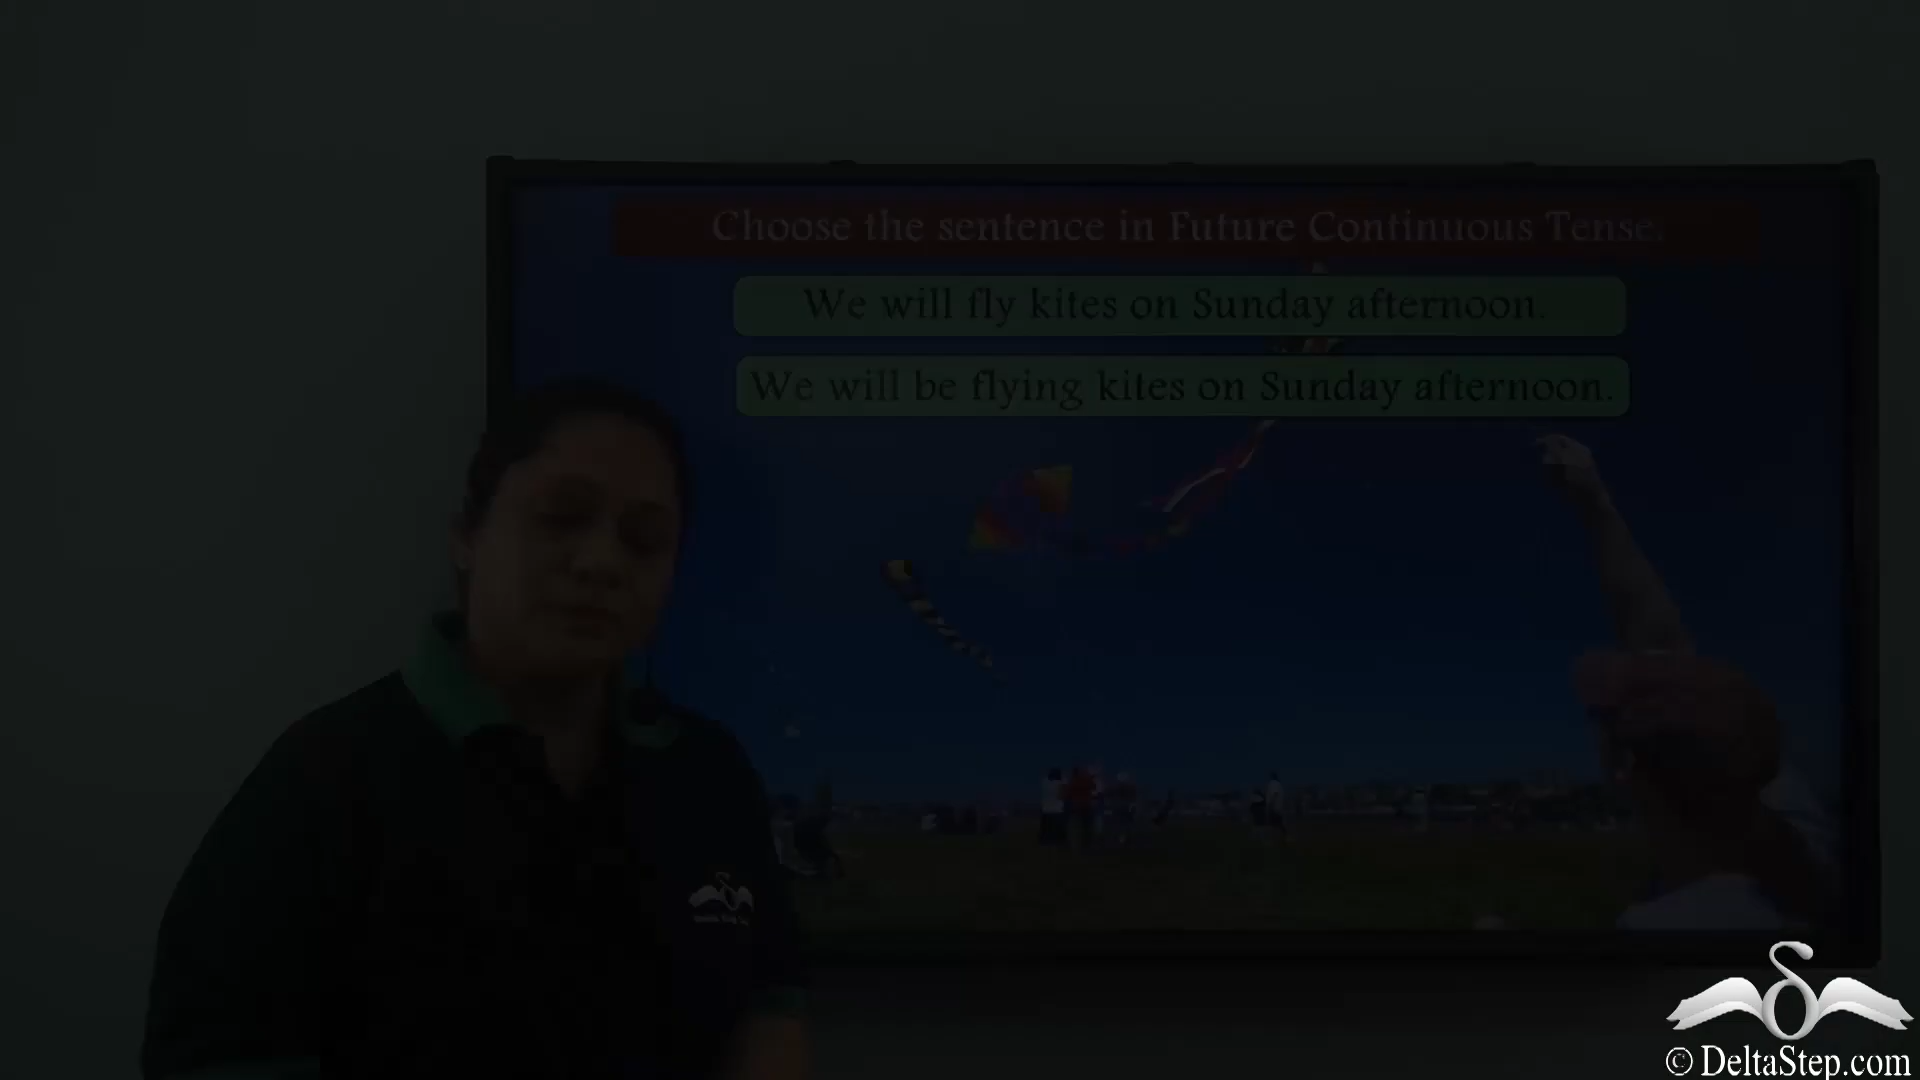 Choose the sentence in Future Continuous Tense.
We will fly kites on Sunday afternoon.
We will be flying kites on Sunday afternoon.
© DeltaStep.com